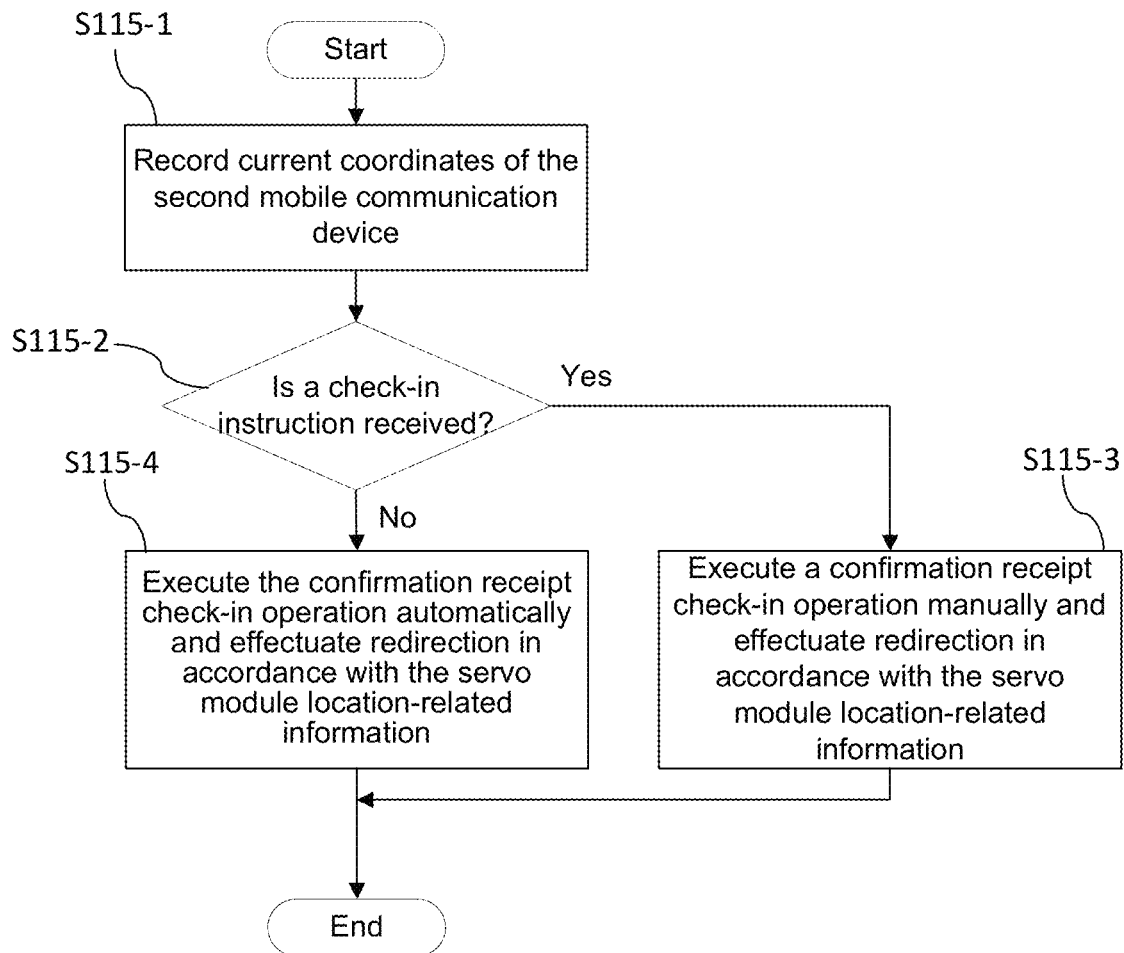 S115-1
Start
Record current coordinates of the
second mobile communication
device
S115-2
Is a check-in
instruction received?
Yes
S115-4
No
S115-3
Execute the confirmation receipt
check-in operation automatically
and effectuate redirection in
accordance with the servo
module location-related
information
Execute a confirmation receipt
check-in operation manually and
effectuate redirection in
accordance with the servo
module location-related
information
End